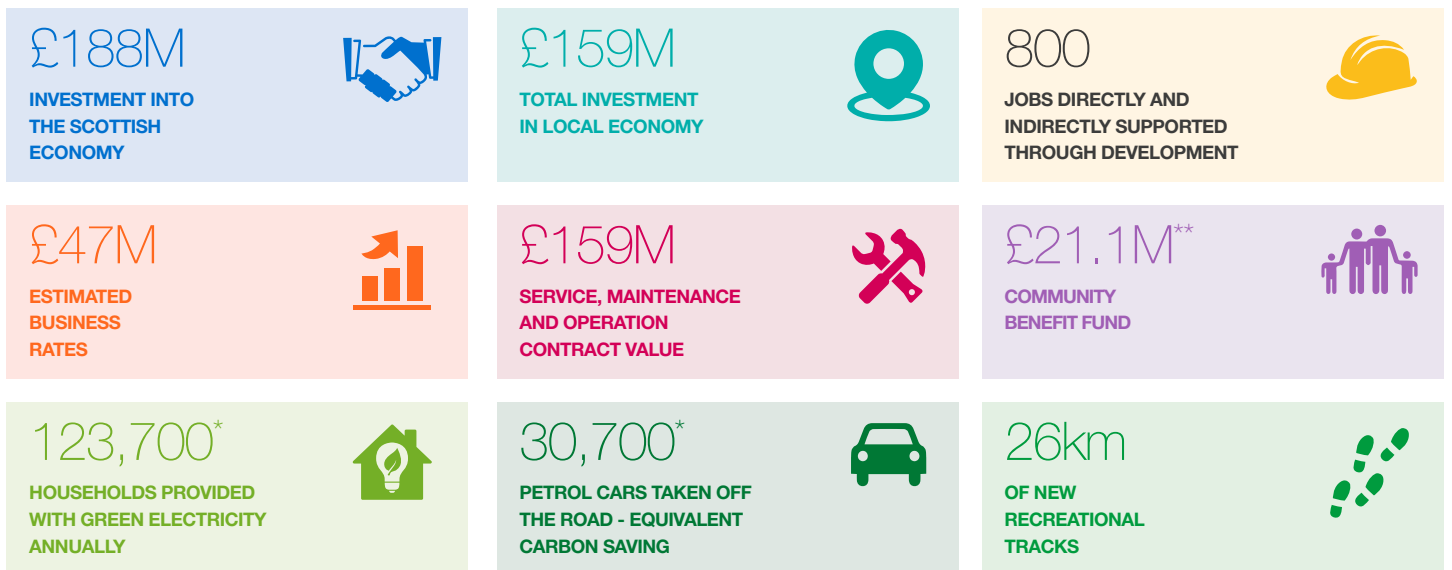 £188M
INVESTMENT INTO
THE SCOTTISH
ECONOMY
£159M
TOTAL INVESTMENT
IN LOCAL ECONOMY
800
JOBS DIRECTLY AND
INDIRECTLY SUPPORTED
THROUGH DEVELOPMENT
£47M
ESTIMATED
BUSINESS
RATES
£159M
SERVICE, MAINTENANCE
AND OPERATION
CONTRACT VALUE
£21.1M**
COMMUNITY
BENEFIT FUND
123,700*
HOUSEHOLDS PROVIDED
WITH GREEN ELECTRICITY
ANNUALLY
30,700*
PETROL CARS TAKEN OFF
THE ROAD - EQUIVALENT
CARBON SAVING
26km
OF NEW
RECREATIONAL
TRACKS